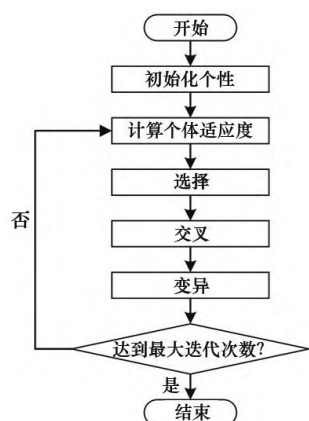 开始
初始化个性
计算个体适应度
选择
否
交叉
变异
达到最大迭代次数?
是
结束